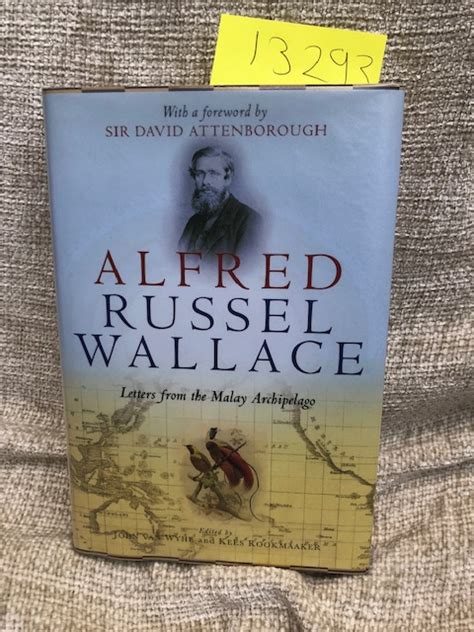 13293
With a foreword by
SIR DAVID ATTENBOROUGH
ALFRED
RUSSEL
WALLACE
Letters from the Malay Archipelago
Edited by
JOHN VAN WYHE and KEES ROOKMAAKER